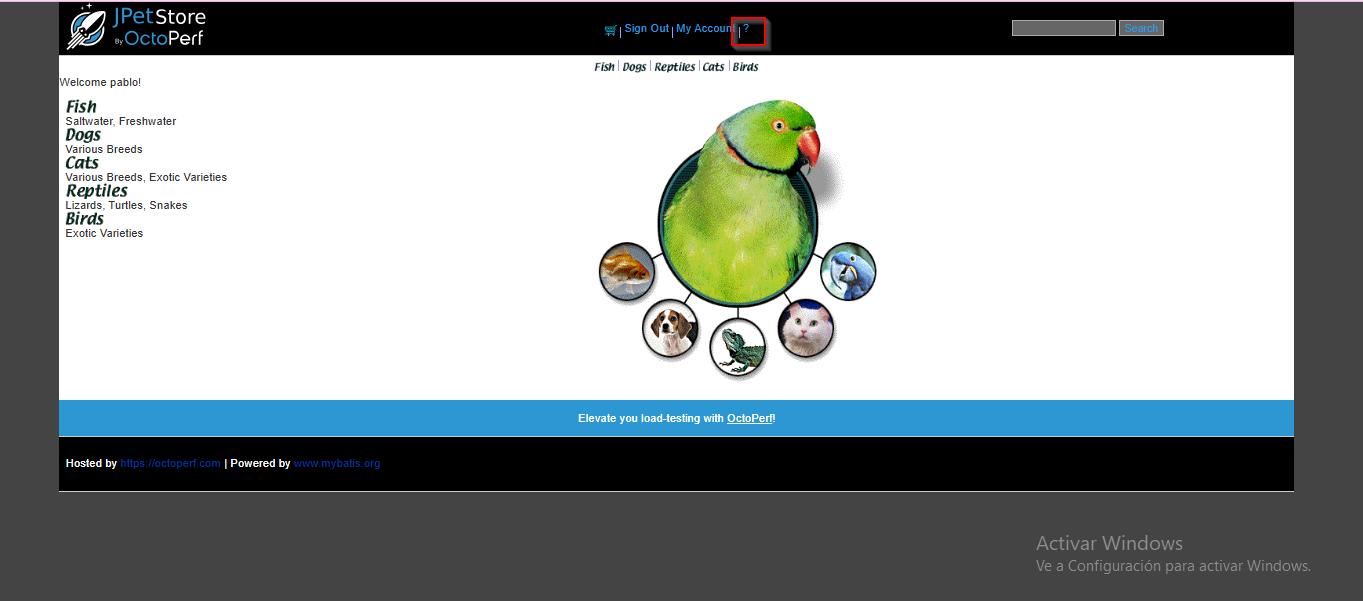 JPetStore
By OctoPerf
Sign Out | My Account | ?
Search
Fish | Dogs | Reptiles | Cats | Birds
Welcome pablo!
Fish
Saltwater, Freshwater
Dogs
Various Breeds
Cats
Various Breeds, Exotic Varieties
Reptiles
Lizards, Turtles, Snakes
Birds
Exotic Varieties
Elevate you load-testing with OctoPerf!
Hosted by https://octoperf.com | Powered by www.mybatis.org
Activar Windows
Ve a Configuración para activar Windows.